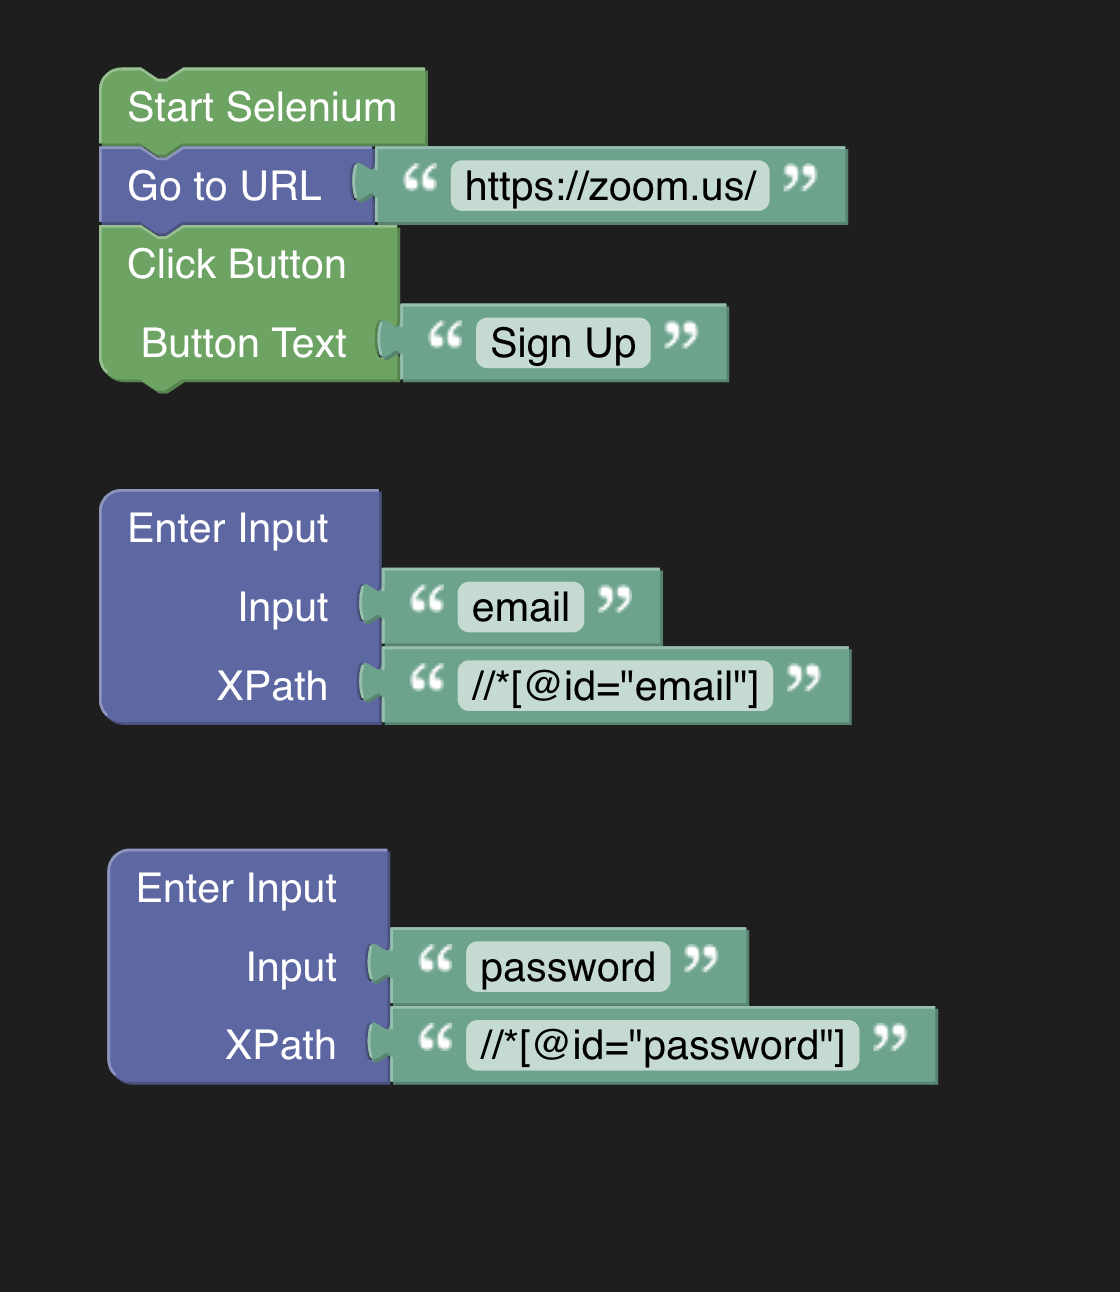 Start Selenium
Go to URL “ https://zoom.us/ ”
Click Button
Button Text “ Sign Up ”
Enter Input
Input “ email ”
XPath “ //*[@id="email"] ”
Enter Input
Input “ password ”
XPath “ //*[@id="password"] ”